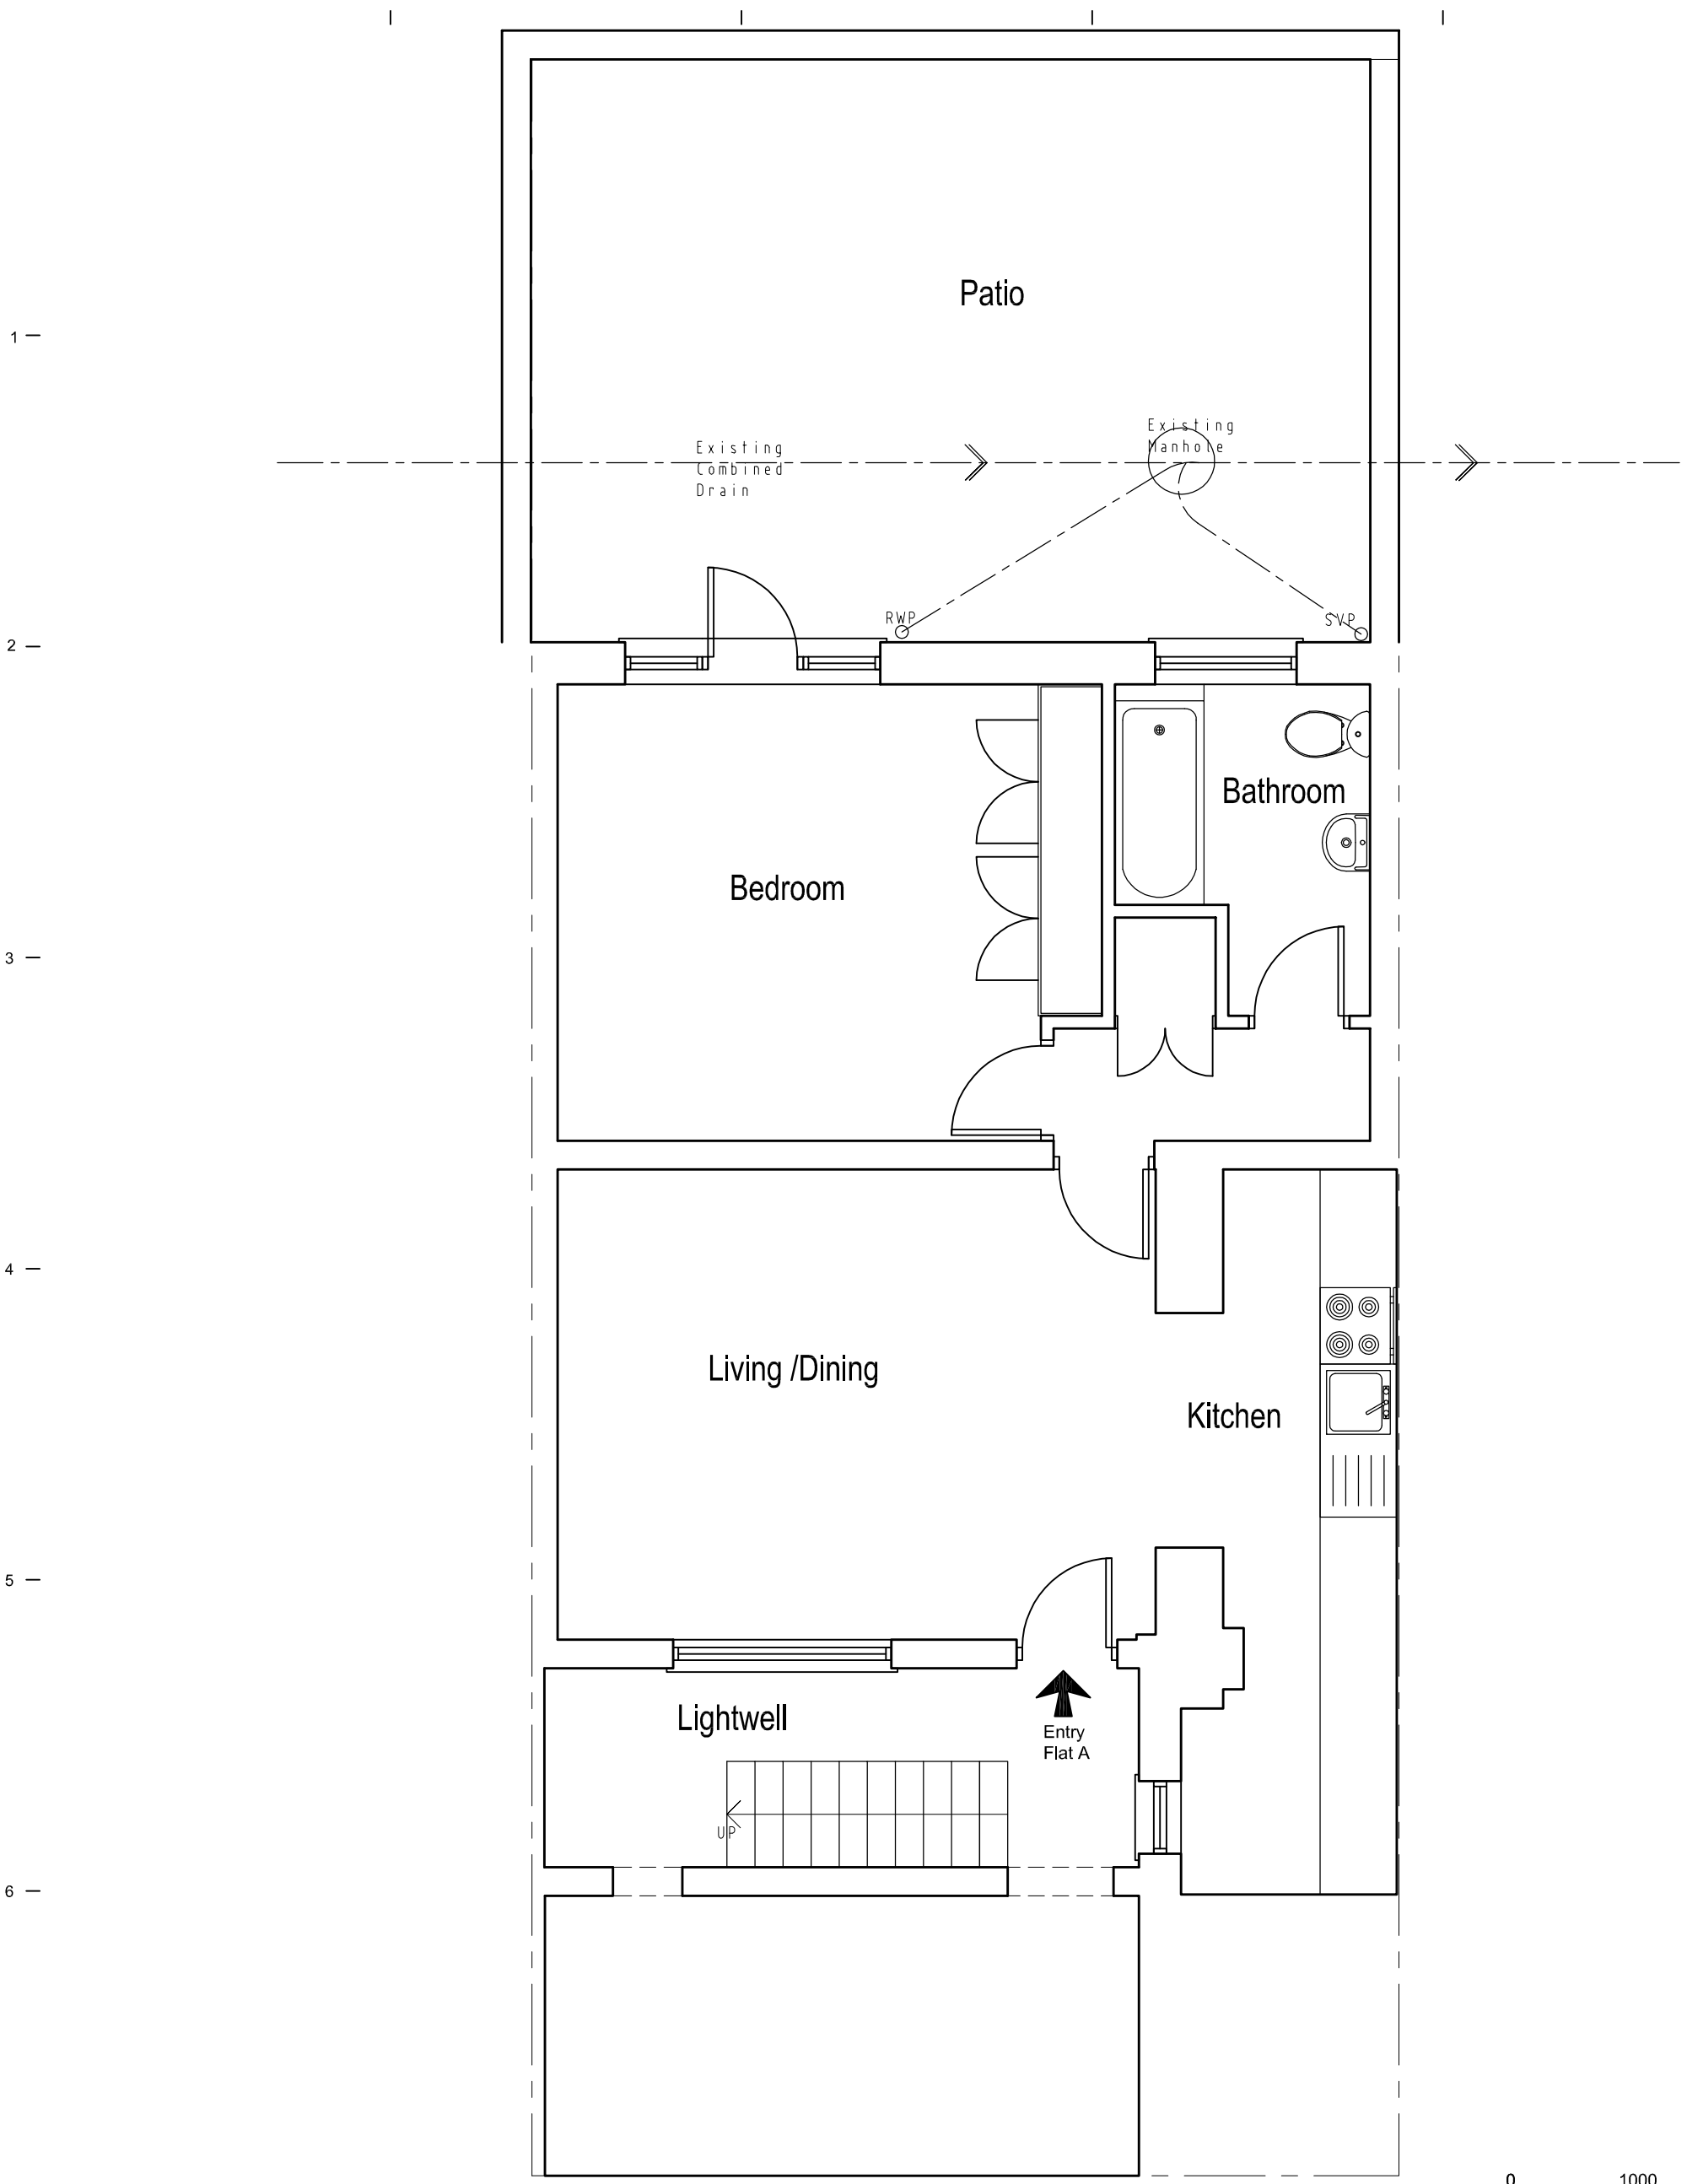 Patio
1
Existing
Manhole
Existing
Combined
Drain
RWP
SVP
2
Bathroom
Bedroom
3
4
Living /Dining
Kitchen
5
Lightwell
Entry
Flat A
UP
6
0 1000